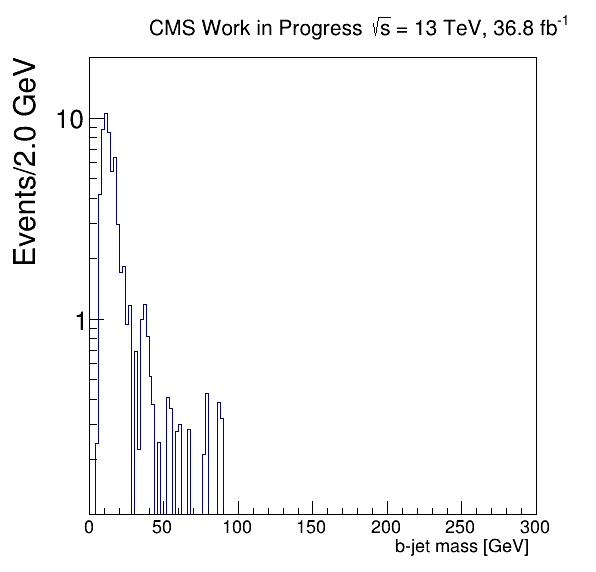 CMS Work in Progress √s = 13 TeV, 36.8 fb⁻¹
Events/2.0 GeV
10
1
0 50 100 150 200 250 300
b-jet mass [GeV]